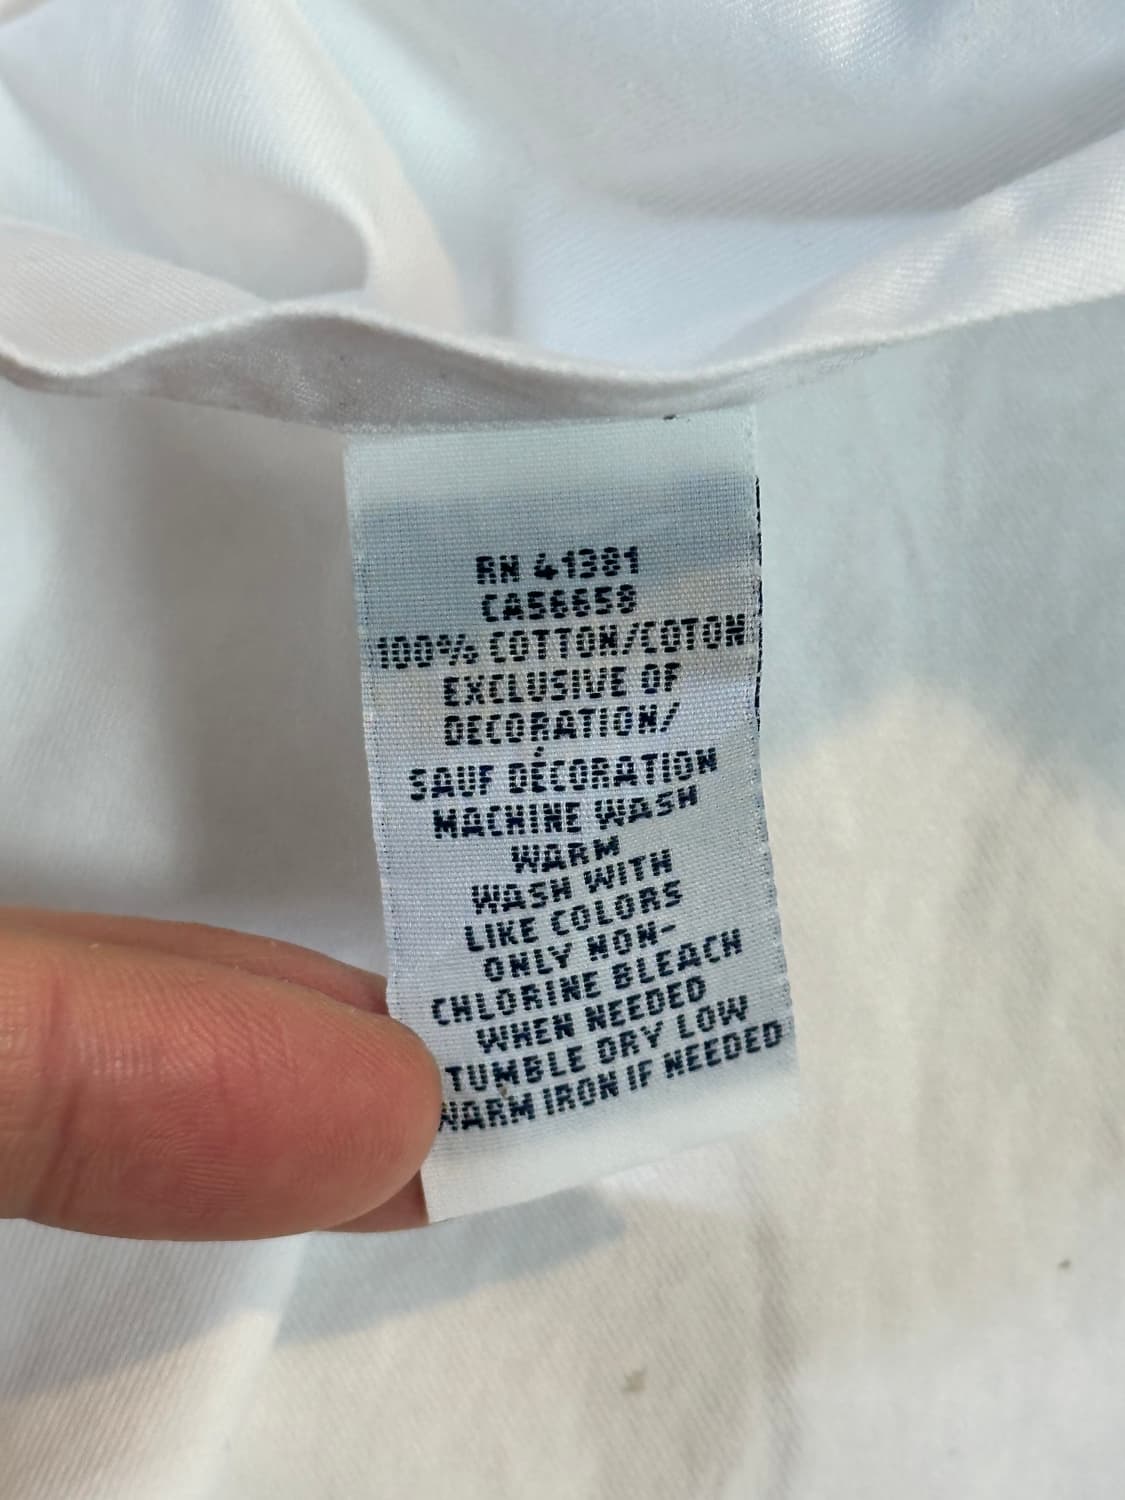 RN 41381
CA56658
100% COTTON/COTON
EXCLUSIVE OF
DECORATION/
SAUF DÉCORATION
MACHINE WASH
WARM
WASH WITH
LIKE COLORS
ONLY NON-
CHLORINE BLEACH
WHEN NEEDED
TUMBLE DRY LOW
WARM IRON IF NEEDED